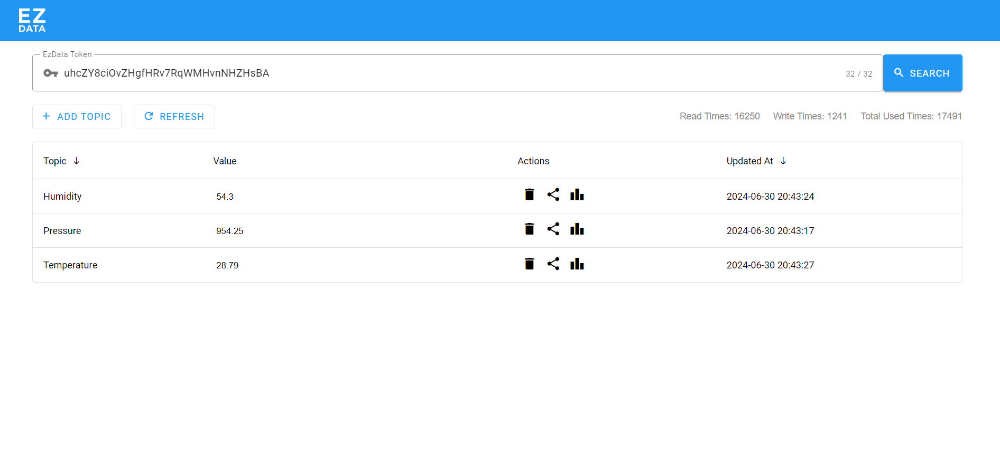 EZ
DATA
EzData Token
uhcZY8ciOvZHgfHRv7RqWMHvnNHZHsBA
32 / 32
SEARCH
ADD TOPIC
REFRESH
Read Times: 16250 Write Times: 1241 Total Used Times: 17491
Topic Value Actions Updated At
Humidity 54.3 2024-06-30 20:43:24
Pressure 954.25 2024-06-30 20:43:17
Temperature 28.79 2024-06-30 20:43:27